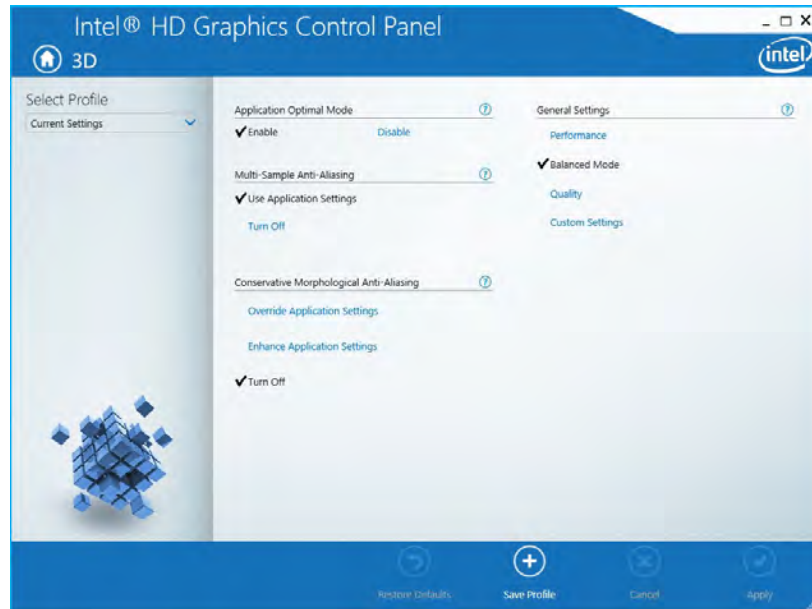 Intel® HD Graphics Control Panel
3D
intel
Select Profile
Current Settings
Application Optimal Mode
Enable
Disable
Multi-Sample Anti-Aliasing
Use Application Settings
Turn Off
Conservative Morphological Anti-Aliasing
Override Application Settings
Enhance Application Settings
Turn Off
General Settings
Performance
Balanced Mode
Quality
Custom Settings
Restore Defaults
Save Profile
Cancel
Apply